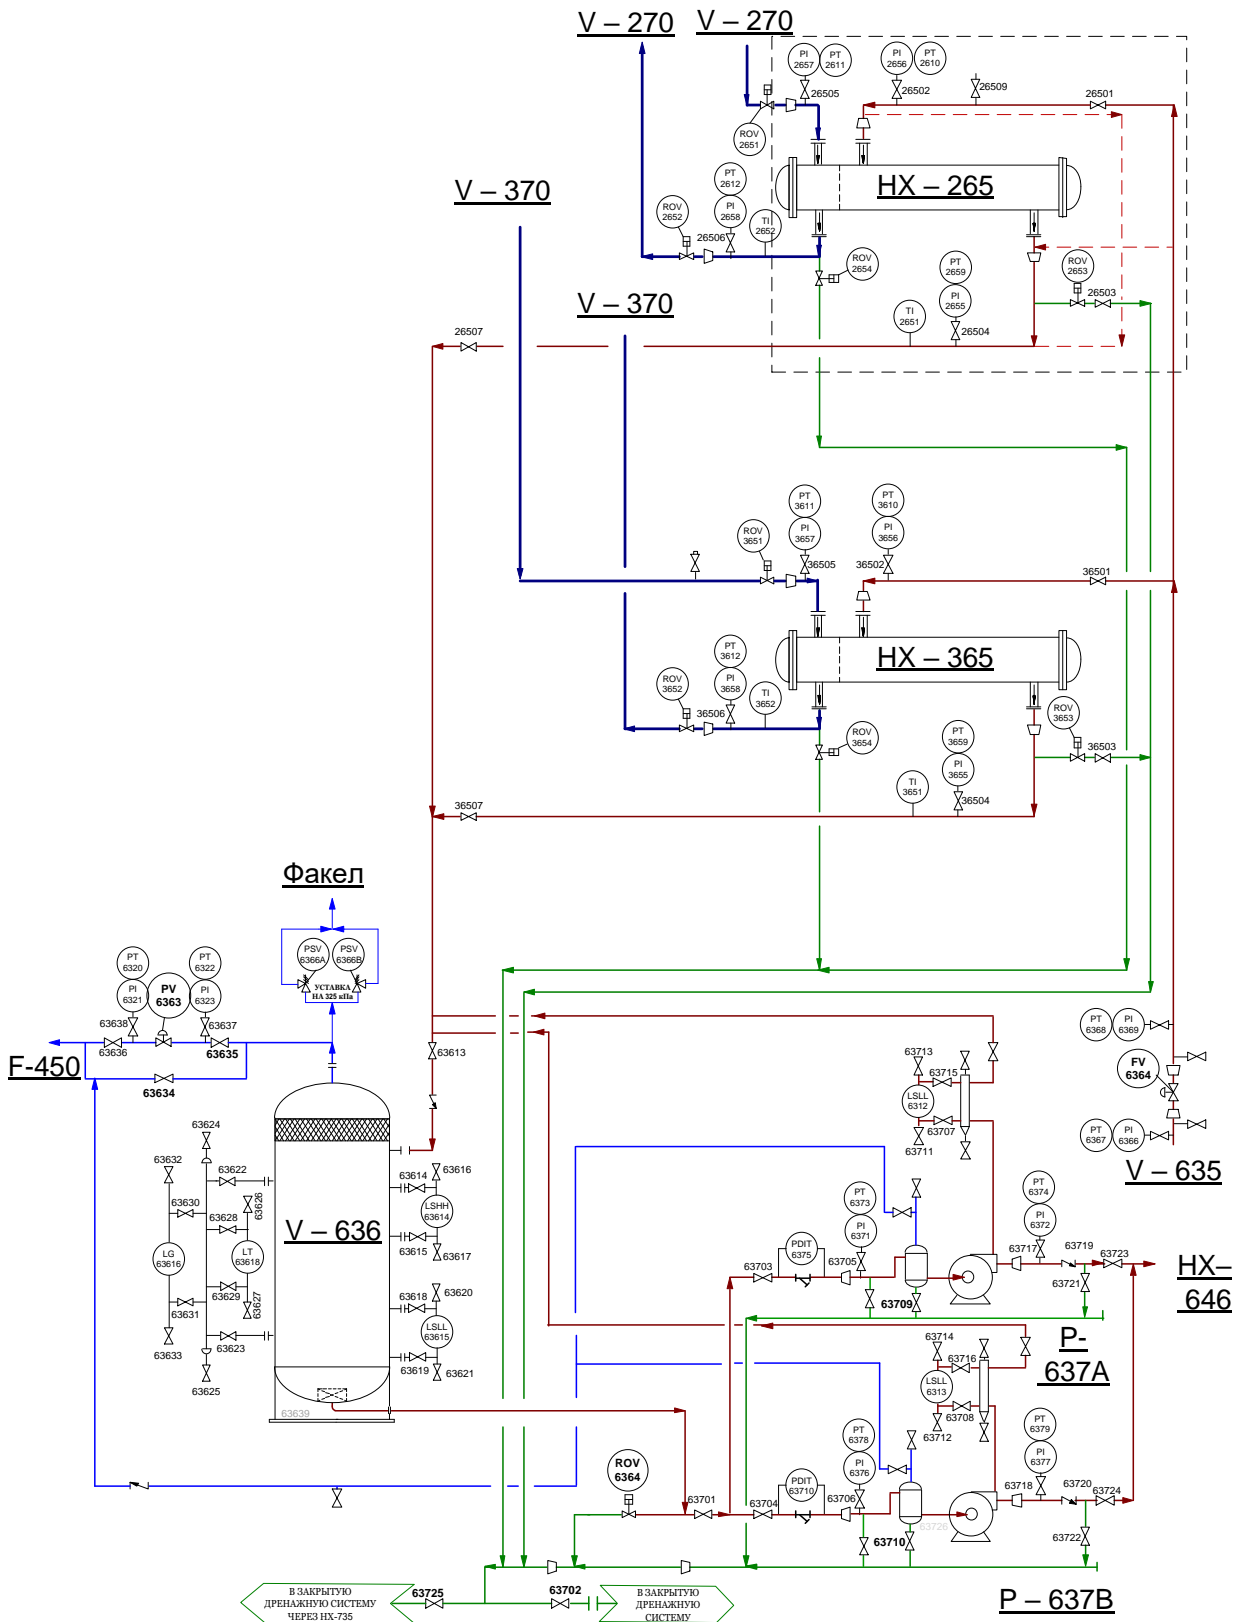 V – 270
V – 270
PI
2657
PT
2611
PI
2656
PT
2610
26505
26502
26509
26501
ROV
2651
HX – 265
V – 370
PT
2612
ROV
2652
PI
2658
TI
2652
26506
ROV
2654
PT
2659
ROV
2653
PI
2655
26503
V – 370
TI
2651
26504
26507
PT
3611
PT
3610
ROV
3651
PI
3657
PI
3656
36505
36502
36501
HX – 365
PT
3612
ROV
3652
PI
3658
TI
3652
36506
ROV
3654
PT
3659
ROV
3653
PI
3655
36503
TI
3651
36504
36507
Факел
PSV
6366A
PSV
6366B
УСТАВКА
НА 325 кПа
PT
6320
PT
6322
PI
6321
PV
6363
PI
6323
63638
63637
63636
63635
F-450
63634
63613
PT
6368
PI
6369
FV
6364
PT
6367
PI
6366
V – 635
63713
63715
LSLL
6312
63707
63711
63624
63632
63622
63626
63630
63628
LG
63616
LT
63618
63629
63627
63631
63623
63633
63625
V – 636
63614
63616
LSHH
63614
63615
63617
63618
63620
LSLL
63615
63619
63621
63639
PT
6373
PI
6371
PDIT
6375
63703
63705
63709
PT
6374
PI
6372
63717
63719
63723
63721
HX–
646
P-
637A
63714
63716
LSLL
6313
63708
63712
PT
6378
PI
6376
PT
6379
PI
6377
ROV
6364
63701
63704
PDIT
63710
63706
63710
63726
63718
63720
63724
63722
P – 637B
В ЗАКРЫТУЮ
ДРЕНАЖНУЮ СИСТЕМУ
ЧЕРЕЗ НХ-735
63725
63702
В ЗАКРЫТУЮ
ДРЕНАЖНУЮ
СИСТЕМУ